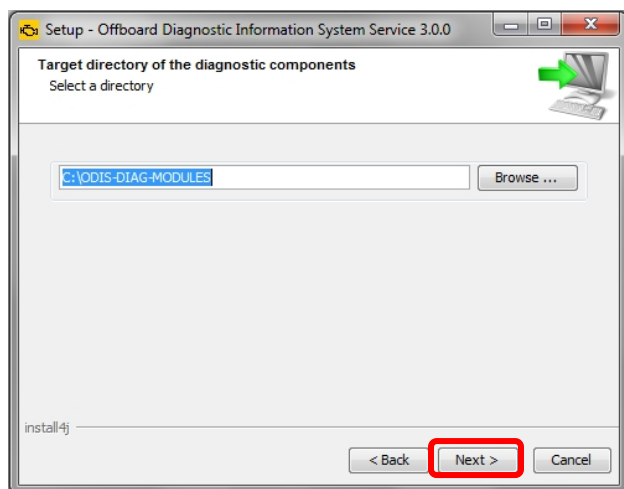 Setup - Offboard Diagnostic Information System Service 3.0.0
Target directory of the diagnostic components
Select a directory
C:\ODIS-DIAG-MODULES
Browse ...
install4j
< Back
Next >
Cancel